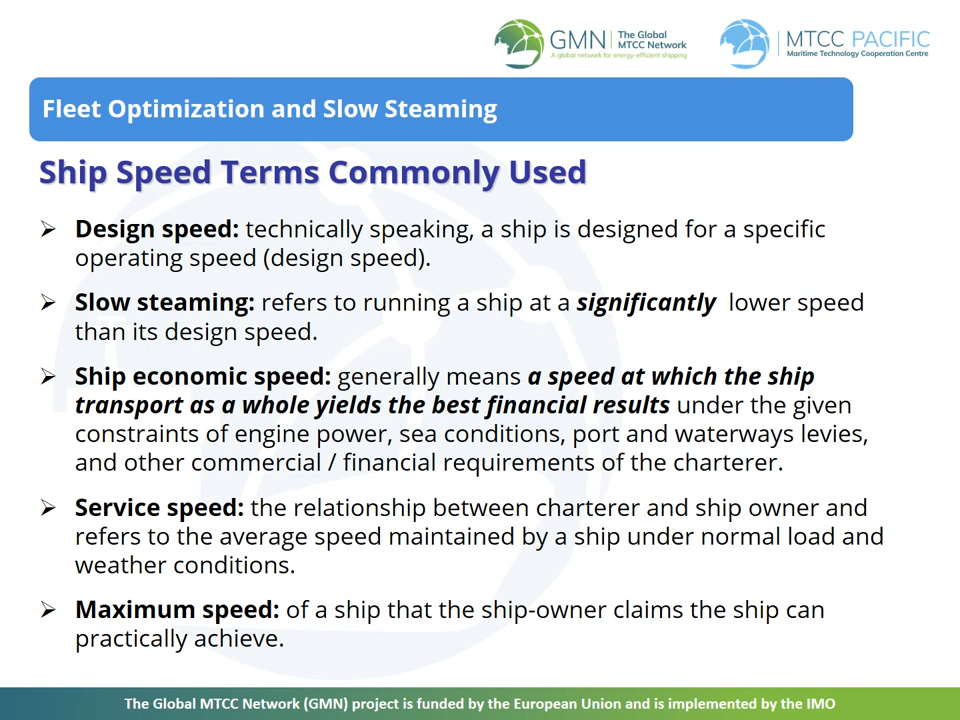 GMN | The Global MTCC Network
A global network for energy-efficient shipping
MTCC PACIFIC
Maritime Technology Cooperation Centre
Fleet Optimization and Slow Steaming
Ship Speed Terms Commonly Used
➢ Design speed: technically speaking, a ship is designed for a specific
operating speed (design speed).
➢ Slow steaming: refers to running a ship at a significantly lower speed
than its design speed.
➢ Ship economic speed: generally means a speed at which the ship
transport as a whole yields the best financial results under the given
constraints of engine power, sea conditions, port and waterways levies,
and other commercial / financial requirements of the charterer.
➢ Service speed: the relationship between charterer and ship owner and
refers to the average speed maintained by a ship under normal load and
weather conditions.
➢ Maximum speed: of a ship that the ship-owner claims the ship can
practically achieve.
The Global MTCC Network (GMN) project is funded by the European Union and is implemented by the IMO